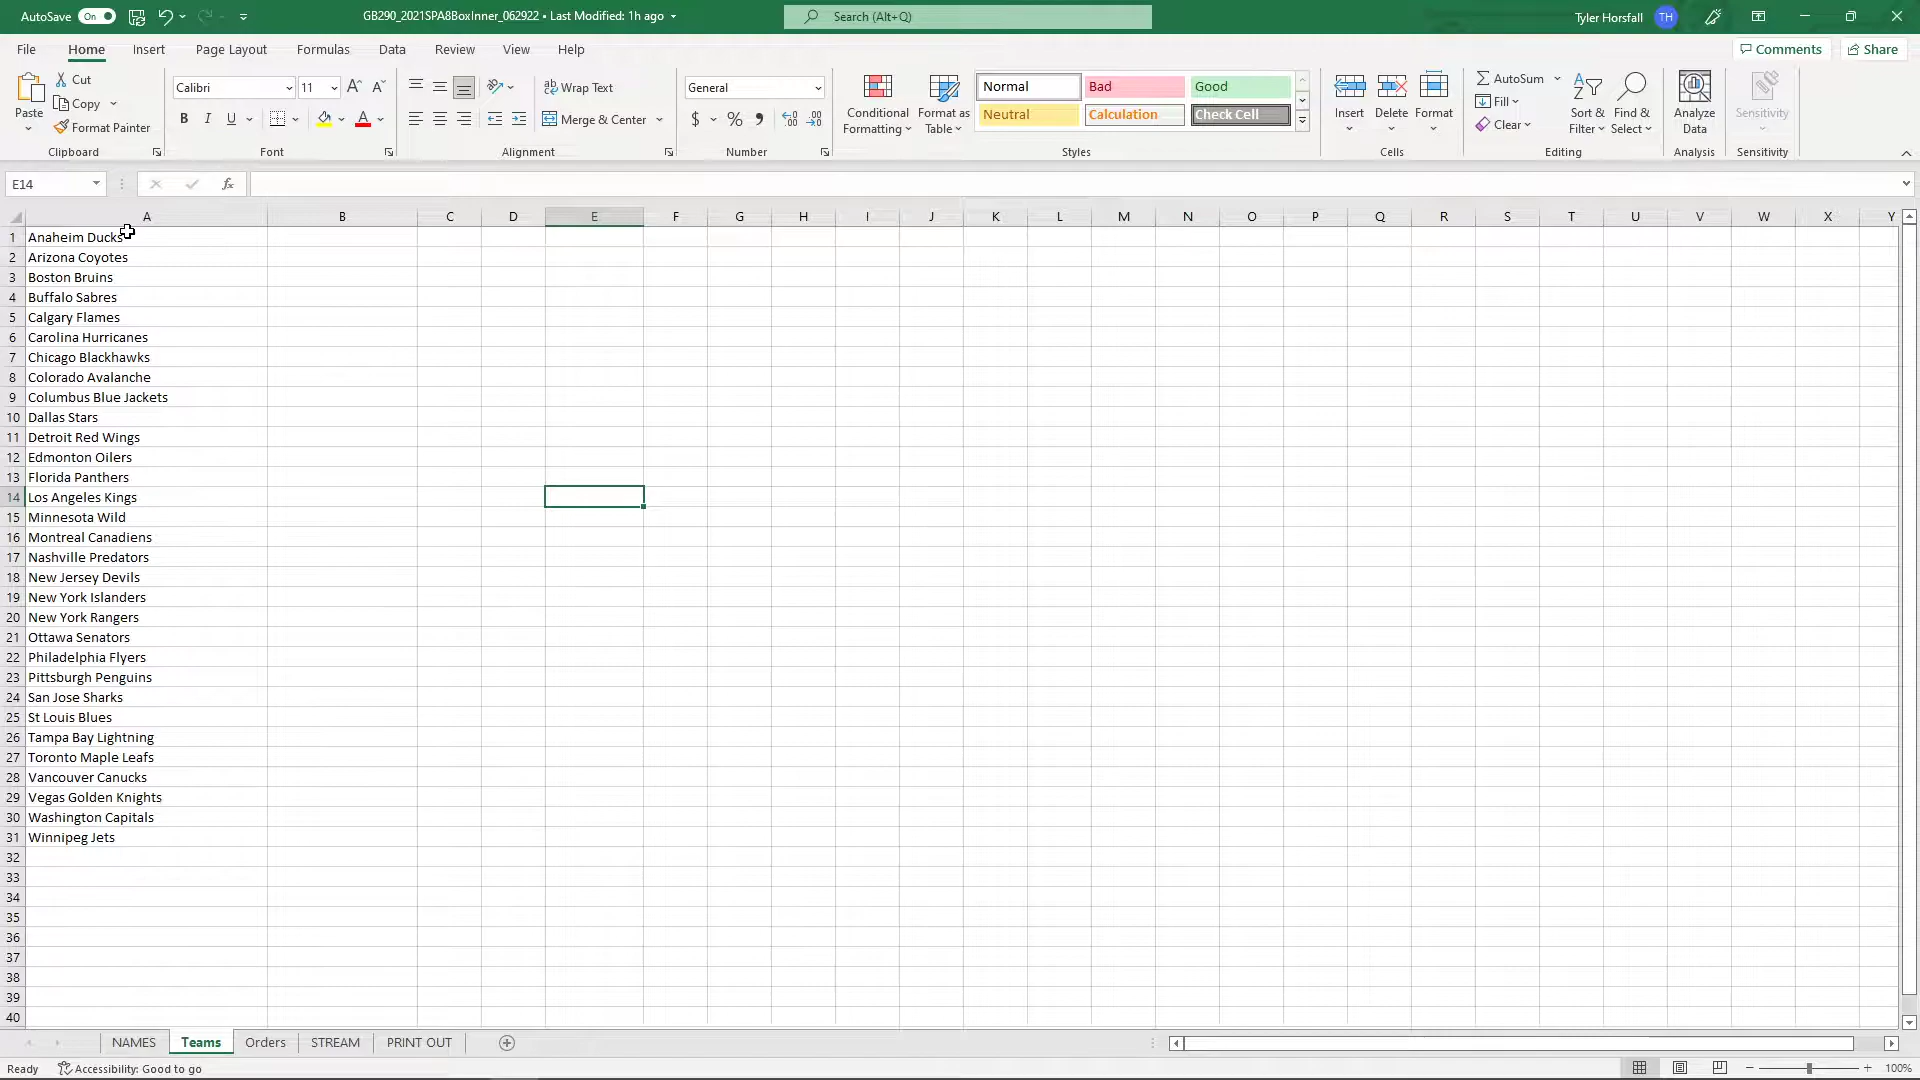 AutoSave On GB290_2021SPA8BoxInner_062922 • Last Modified: 1h ago Search (Alt+Q) Tyler Horsfall TH
File Home Insert Page Layout Formulas Data Review View Help Comments Share
Paste Cut Copy Format Painter Clipboard
Calibri 11 B I U Font
Wrap Text Merge & Center Alignment
General $ % Number
Conditional Formatting Format as Table Normal Bad Good Neutral Calculation Check Cell Styles
Insert Delete Format Cells
AutoSum Fill Clear Sort & Filter Find & Select Editing
Analyze Data Analysis
Sensitivity Sensitivity
E14 fx
A B C D E F G H I J K L M N O P Q R S T U V W X Y
1 Anaheim Ducks
2 Arizona Coyotes
3 Boston Bruins
4 Buffalo Sabres
5 Calgary Flames
6 Carolina Hurricanes
7 Chicago Blackhawks
8 Colorado Avalanche
9 Columbus Blue Jackets
10 Dallas Stars
11 Detroit Red Wings
12 Edmonton Oilers
13 Florida Panthers
14 Los Angeles Kings
15 Minnesota Wild
16 Montreal Canadiens
17 Nashville Predators
18 New Jersey Devils
19 New York Islanders
20 New York Rangers
21 Ottawa Senators
22 Philadelphia Flyers
23 Pittsburgh Penguins
24 San Jose Sharks
25 St Louis Blues
26 Tampa Bay Lightning
27 Toronto Maple Leafs
28 Vancouver Canucks
29 Vegas Golden Knights
30 Washington Capitals
31 Winnipeg Jets
32
33
34
35
36
37
38
39
40
NAMES Teams Orders STREAM PRINT OUT
Ready Accessibility: Good to go 100%